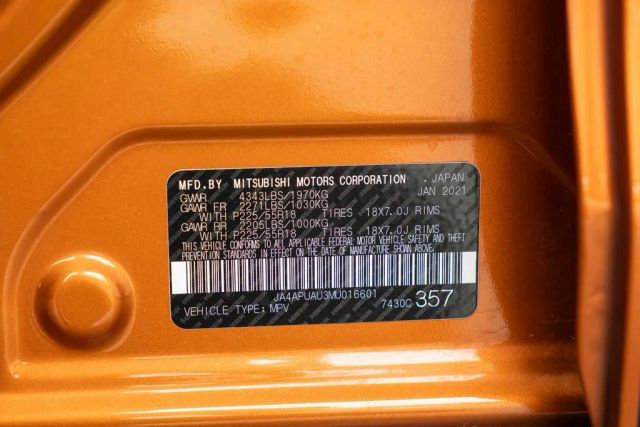 MFD.BY MITSUBISHI MOTORS CORPORATION . JAPAN
GVWR 4343LBS/1970KG JAN 2021
GAWR FR 2271LBS/1030KG
WITH P225/55R18 TIRES 18X7.0J RIMS
GAWR RR 2205LBS/1000KG
WITH P225/55R18 TIRES 18X7.0J RIMS
THIS VEHICLE CONFORMS TO ALL APPLICABLE FEDERAL MOTOR VEHICLE SAFETY AND THEFT
PREVENTION STANDARDS IN EFFECT ON THE DATE OF MANUFACTURE SHOWN ABOVE.
JA4APUAU3MU016601
VEHICLE TYPE: MPV 7430C 357